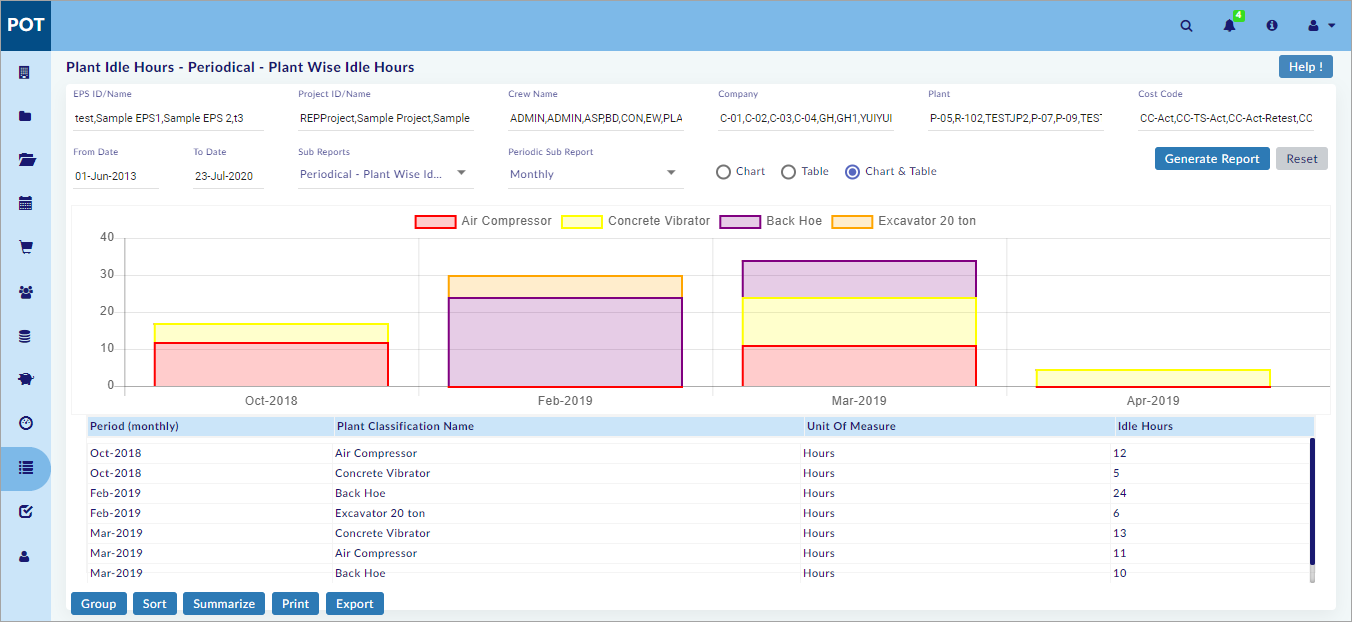 POT
4
Plant Idle Hours - Periodical - Plant Wise Idle Hours
Help !
EPS ID/Name Project ID/Name Crew Name Company Plant Cost Code
test,Sample EPS1,Sample EPS 2,t3 REPProject,Sample Project,Sample ADMIN,ADMIN,ASP,BD,CON,EW,PLA C-01,C-02,C-03,C-04,GH,GH1,YUIYUI P-05,R-102,TESTJP2,P-07,P-09,TEST CC-Act,CC-TS-Act,CC-Act-Retest,CC
From Date To Date Sub Reports Periodic Sub Report
01-Jun-2013 23-Jul-2020 Periodical - Plant Wise Id... Monthly Chart Table Chart & Table Generate Report Reset
Air Compressor Concrete Vibrator Back Hoe Excavator 20 ton
40
30
20
10
0
Oct-2018 Feb-2019 Mar-2019 Apr-2019
Period (monthly) Plant Classification Name Unit Of Measure Idle Hours
Oct-2018 Air Compressor Hours 12
Oct-2018 Concrete Vibrator Hours 5
Feb-2019 Back Hoe Hours 24
Feb-2019 Excavator 20 ton Hours 6
Mar-2019 Concrete Vibrator Hours 13
Mar-2019 Air Compressor Hours 11
Mar-2019 Back Hoe Hours 10
Group Sort Summarize Print Export